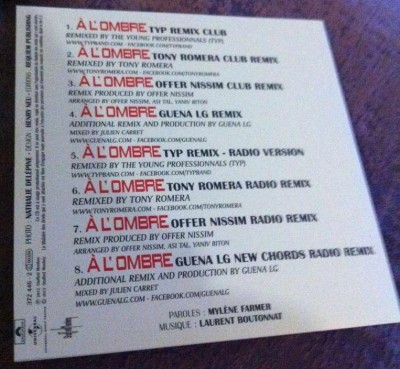 1. À L'OMBRE TYP REMIX CLUB
REMIXED BY THE YOUNG PROFESSIONNALS (TYP)
WWW.TYPBAND.COM - FACEBOOK.COM/TYPBAND
2. À L'OMBRE TONY ROMERA CLUB REMIX
REMIXED BY TONY ROMERA
WWW.TONYROMERA.COM - FACEBOOK.COM/TONYROMERA
3. À L'OMBRE OFFER NISSIM CLUB REMIX
REMIX PRODUCED BY OFFER NISSIM
ARRANGED BY OFFER NISSIM, ASI TAL, YANIV BITON
4. À L'OMBRE GUENA LG REMIX
ADDITIONAL REMIX AND PRODUCTION BY GUENA LG
MIXED BY JULIEN CARRET
WWW.GUENALG.COM - FACEBOOK.COM/GUENALG
5. À L'OMBRE TYP REMIX - RADIO VERSION
REMIXED BY THE YOUNG PROFESSIONNALS (TYP)
WWW.TYPBAND.COM - FACEBOOK.COM/TYPBAND
6. À L'OMBRE TONY ROMERA RADIO REMIX
REMIXED BY TONY ROMERA
WWW.TONYROMERA.COM - FACEBOOK.COM/TONYROMERA
7. À L'OMBRE OFFER NISSIM RADIO REMIX
REMIX PRODUCED BY OFFER NISSIM
ARRANGED BY OFFER NISSIM, ASI TAL, YANIV BITON
8. À L'OMBRE GUENA LG NEW CHORDS RADIO REMIX
ADDITIONAL REMIX AND PRODUCTION BY GUENA LG
MIXED BY JULIEN CARRET
WWW.GUENALG.COM - FACEBOOK.COM/GUENALG
PAROLES : MYLÈNE FARMER
MUSIQUE : LAURENT BOUTONNAT
PHOTO : NATHALIE DELÉPINE - DESIGN : HENRY NEU - ÉDITIONS : REQUIEM PUBLISHING